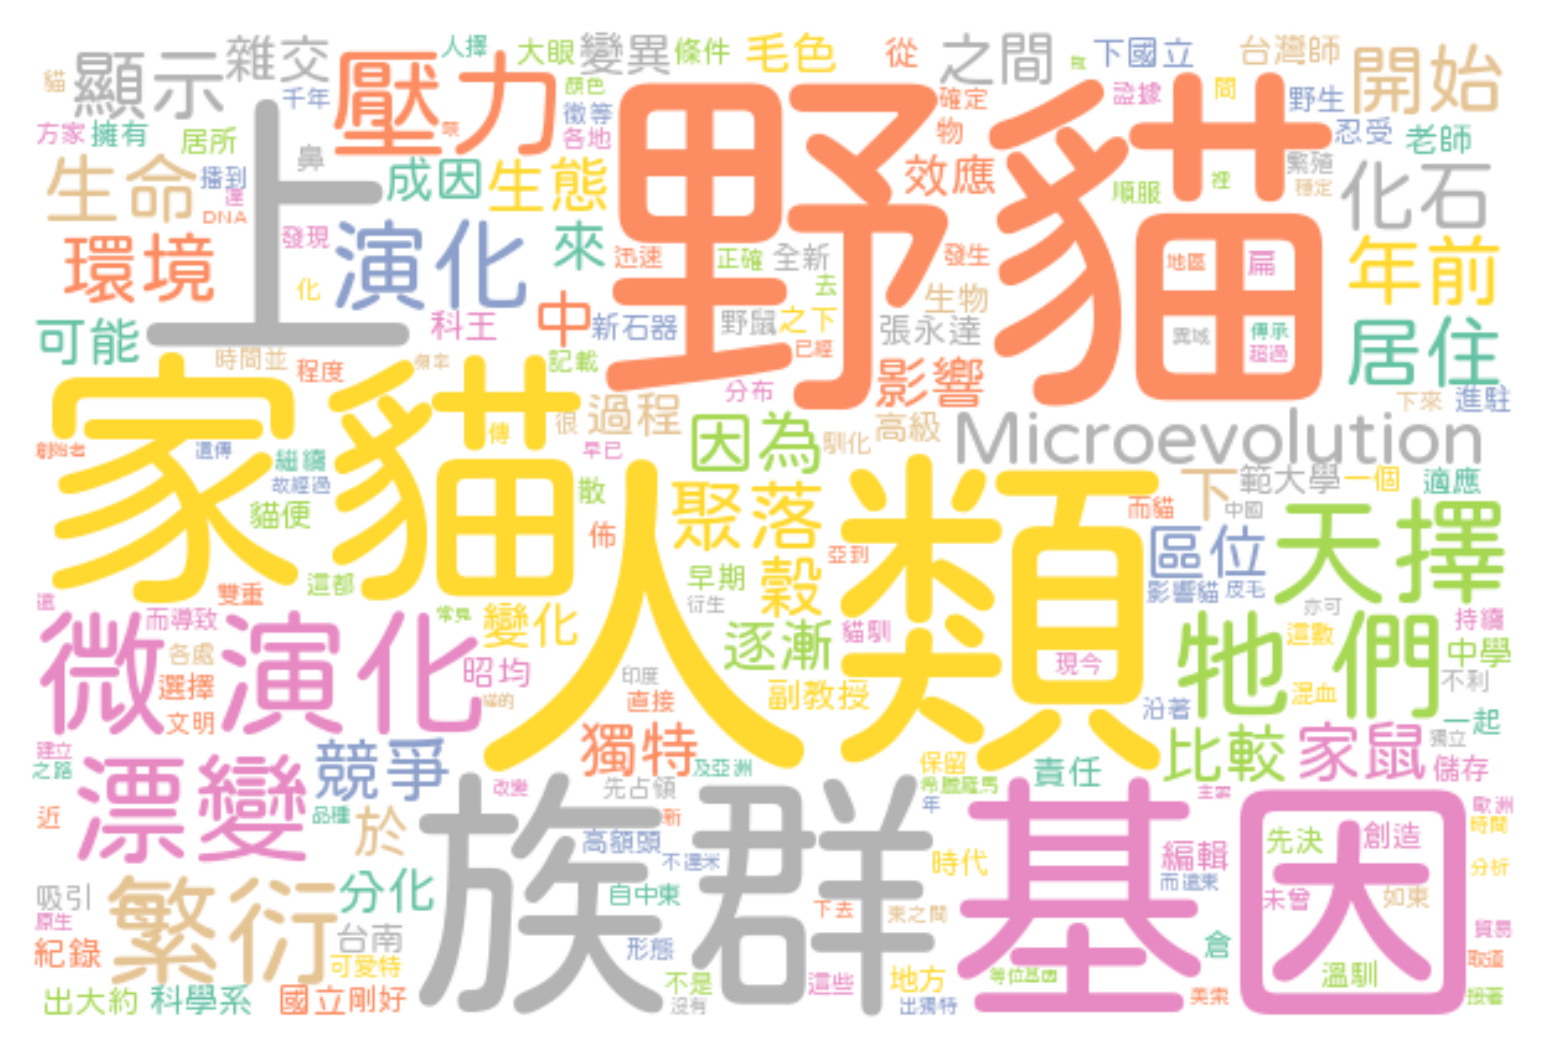 貓
顯示
雜交
千年
壓力
人擇
大眼
顏色
變異
條件
徵等
各地
毛色
從
之間
下國立
證據
間
台灣師
野生
開始
方家
擁有
居所
鼻
上
野貓
確定
物
忍受
老師
生命
播到
DNA
成因
生態
效應
順服
裡
繁殖
穩定
化石
環境
發現
化
演化
來
迅速
正確
全新
去
發生
生物
地區
扁
年前
可能
科王
中
新石器
野鼠
之下
張永達
異域
傳承
超過
居住
時間並
程度
記載
已經
分布
影響
下來
進駐
家貓
傳
很
過程
因為
馴化
高級
Microevolution
創始者
遺傳
繼續
故經過
貓便
早已
散
佈
聚落
人類
下
範大學
一個
適應
而貓
中國
天擇
雙重
這都
早期
衍生
穀
亞到
區位
影響貓
皮毛
亦可
微演化
而導致
各處
選擇
文明
常見
變化
昭均
貓的
逐漸
貓馴
印度
直接
副教授
現今
牠們
這數
混血
持續
中學
不利
沿著
一起
獨立
建立
之路
漂變
競爭
獨特
及亞洲
保留
希臘羅馬
責任
比較
家鼠
儲存
近
品種
於
改變
先占領
新
高額頭
不達米
年
時代
基因
主要
歐洲
時間
編輯
而遠東
先決
創造
分析
吸引
原生
繁衍
分化
族群
自中東
下去
東之間
未曾
如東
貿易
紀錄
台南
可愛特
形態
倉
取道
出大約
科學系
國立
剛好
不是
沒有
這些
地方
出獨特
等位基因
美索
溫馴
接著